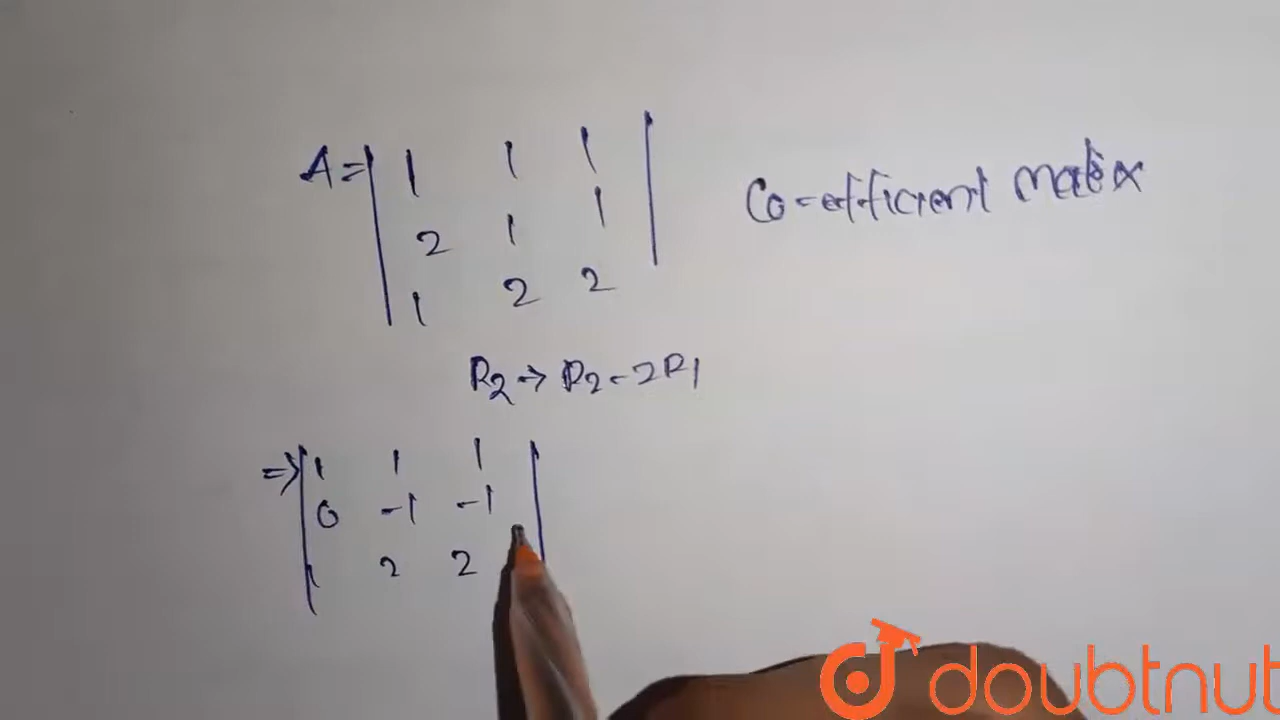 A = | 1 1 1 |
| 2 1 1 |
| 1 2 2 |
Co-efficient matrix
R2 → R2 - 2R1
⇒ | 1 1 1 |
| 0 -1 -1 |
| 1 2 2 |
doubtnut